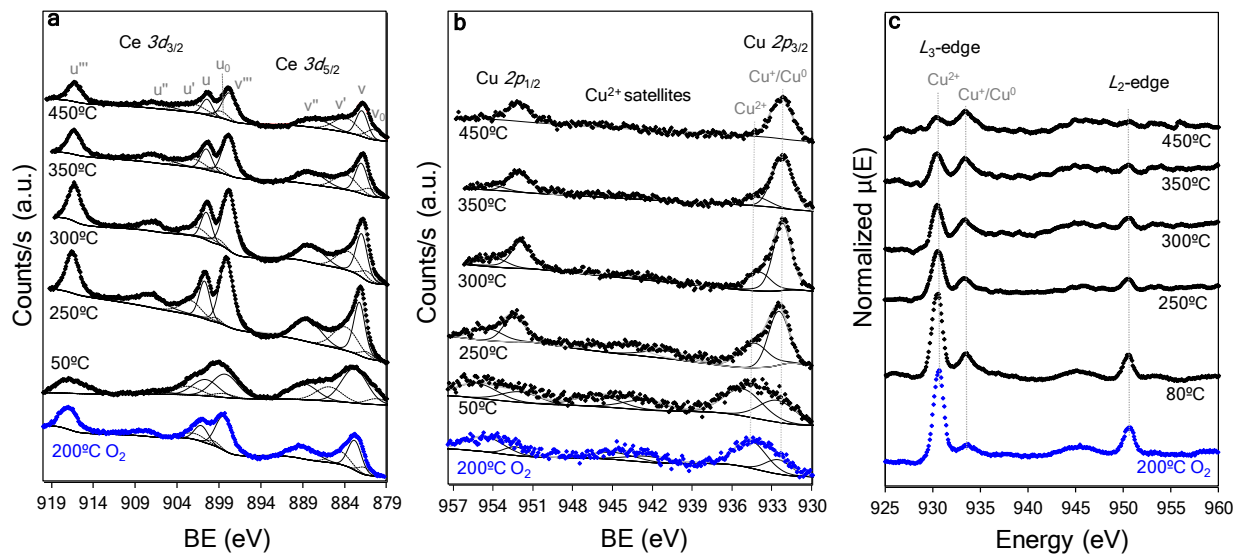 a
Ce 3d3/2
Ce 3d5/2
u'''
u''
u'
u
u0
v'''
v''
v'
v
v0
450ºC
350ºC
300ºC
250ºC
50ºC
200ºC O2
Counts/s (a.u.)
919 914 909 904 899 894 889 884 879
BE (eV)
b
Cu 2p3/2
Cu 2p1/2
Cu+/Cu0
Cu2+ satellites
Cu2+
450ºC
350ºC
300ºC
250ºC
50ºC
200ºC O2
Counts/s (a.u.)
957 954 951 948 945 942 939 936 933 930
BE (eV)
c
L3-edge
Cu2+
Cu+/Cu0
L2-edge
450ºC
350ºC
300ºC
250ºC
80ºC
200ºC O2
Normalized μ(E)
925 930 935 940 945 950 955 960
Energy (eV)